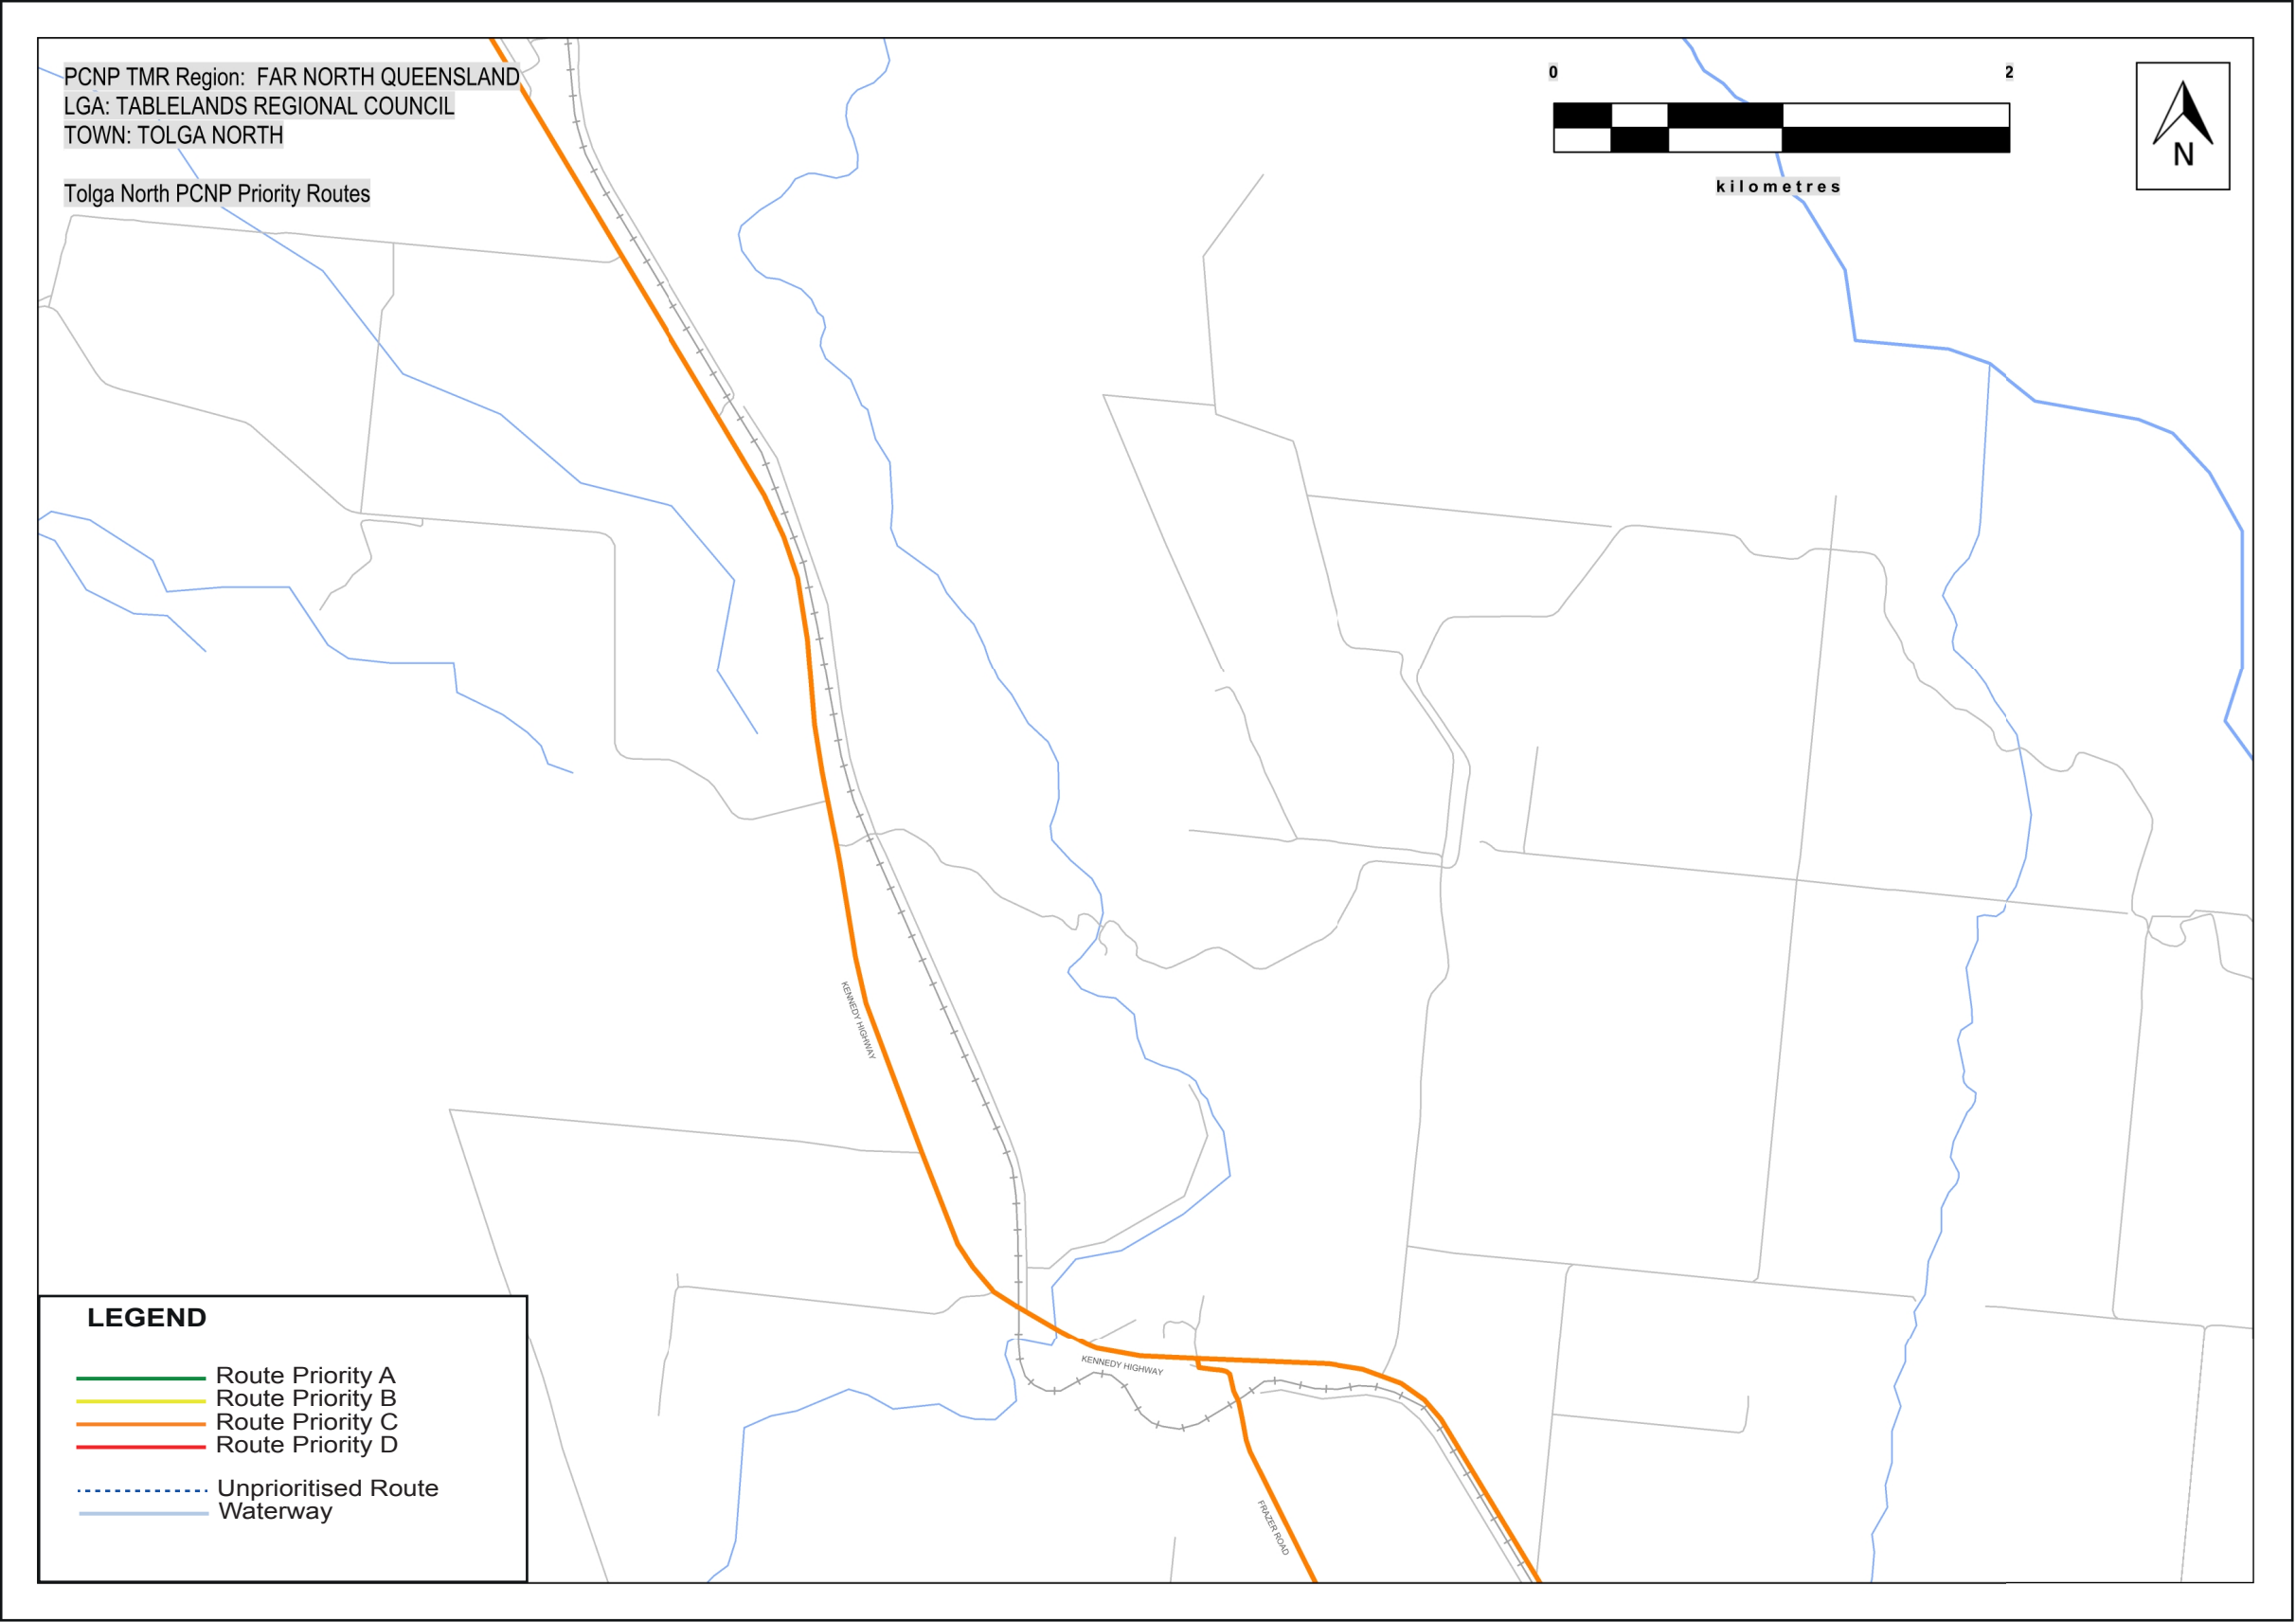 PCNP TMR Region:  FAR NORTH QUEENSLAND
LGA: TABLELANDS REGIONAL COUNCIL
TOWN: TOLGA NORTH
Tolga North PCNP Priority Routes
0 2
kilometres
N
KENNEDY HIGHWAY
KENNEDY HIGHWAY
FRAZER ROAD
LEGEND
Route Priority A
Route Priority B
Route Priority C
Route Priority D
Unprioritised Route
Waterway